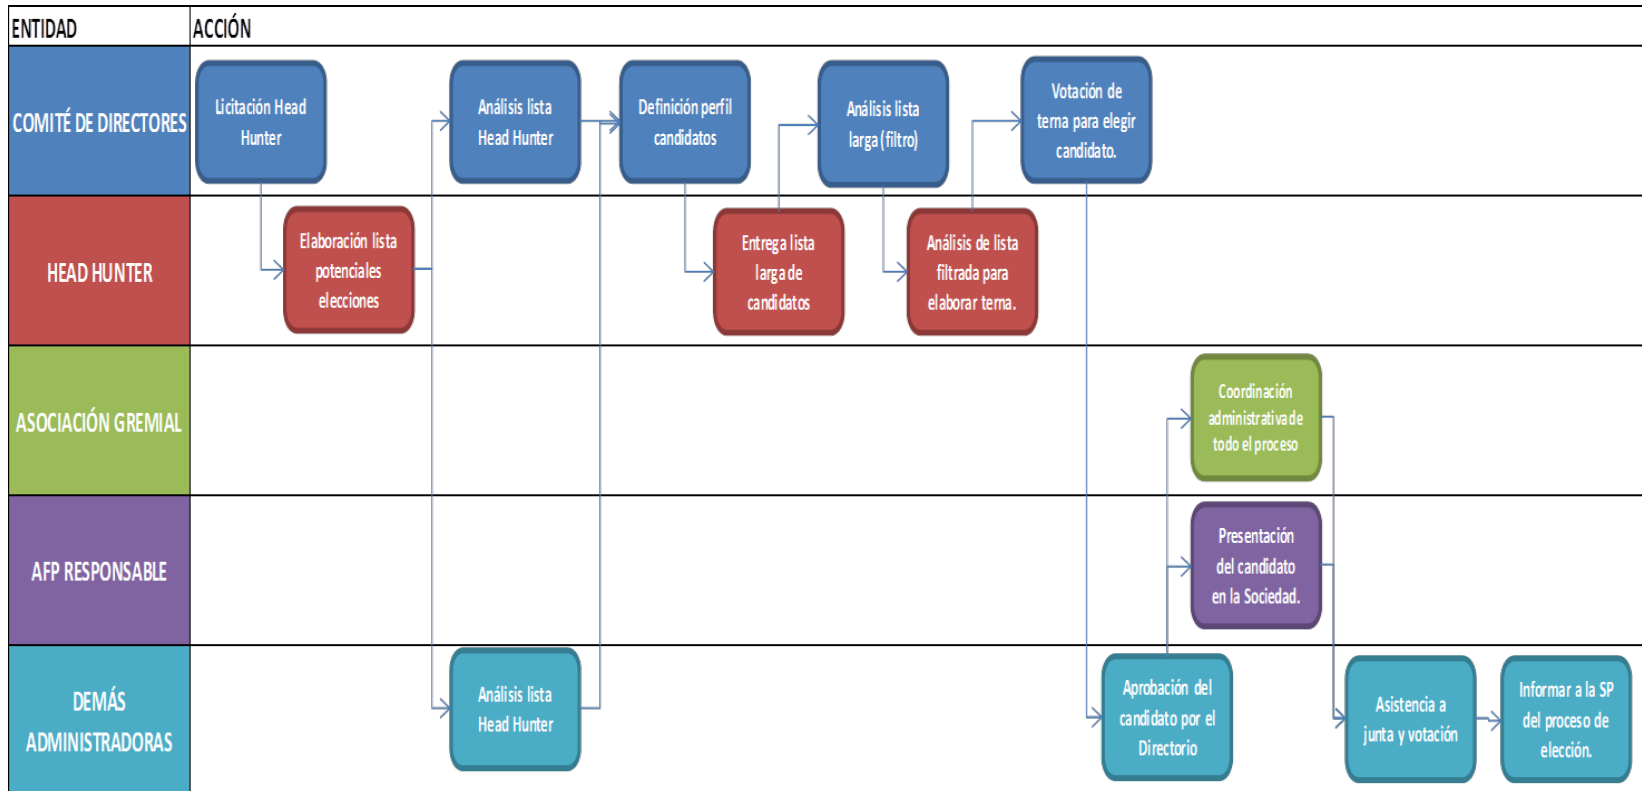 ENTIDAD
ACCIÓN
COMITÉ DE DIRECTORES
Licitación Head
Hunter
Análisis lista
Head Hunter
Definición perfil
candidatos
Análisis lista
larga (filtro)
Votación de
terna para elegir
candidato.
HEAD HUNTER
Elaboración lista
potenciales
elecciones
Entrega lista
larga de
candidatos
Análisis de lista
filtrada para
elaborar terna.
ASOCIACIÓN GREMIAL
Coordinación
administrativa de
todo el proceso
AFP RESPONSABLE
Presentación
del candidato
en la Sociedad.
DEMÁS
ADMINISTRADORAS
Análisis lista
Head Hunter
Aprobación del
candidato por el
Directorio
Asistencia a
junta y votación
Informar a la SP
del proceso de
elección.